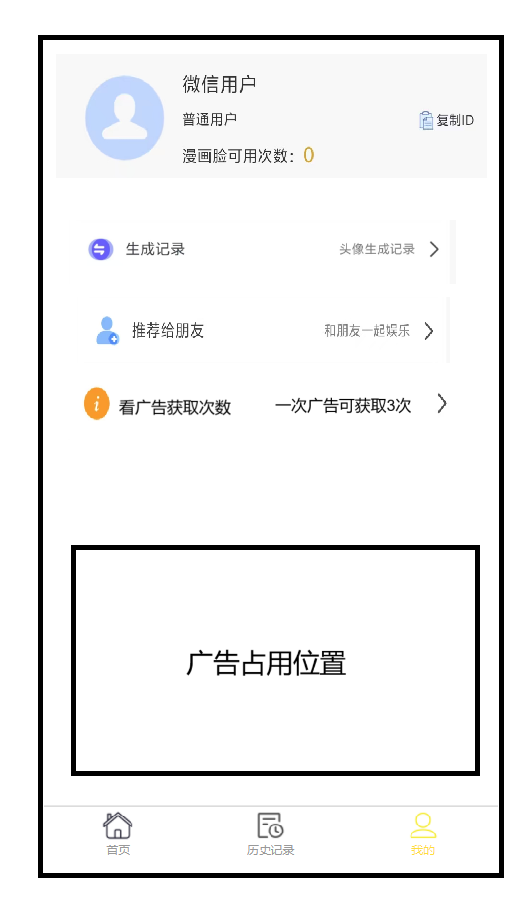 微信用户
普通用户
复制ID
漫画脸可用次数：0
生成记录 头像生成记录
推荐给朋友 和朋友一起娱乐
看广告获取次数 一次广告可获取3次
广告占用位置
首页 历史记录 我的